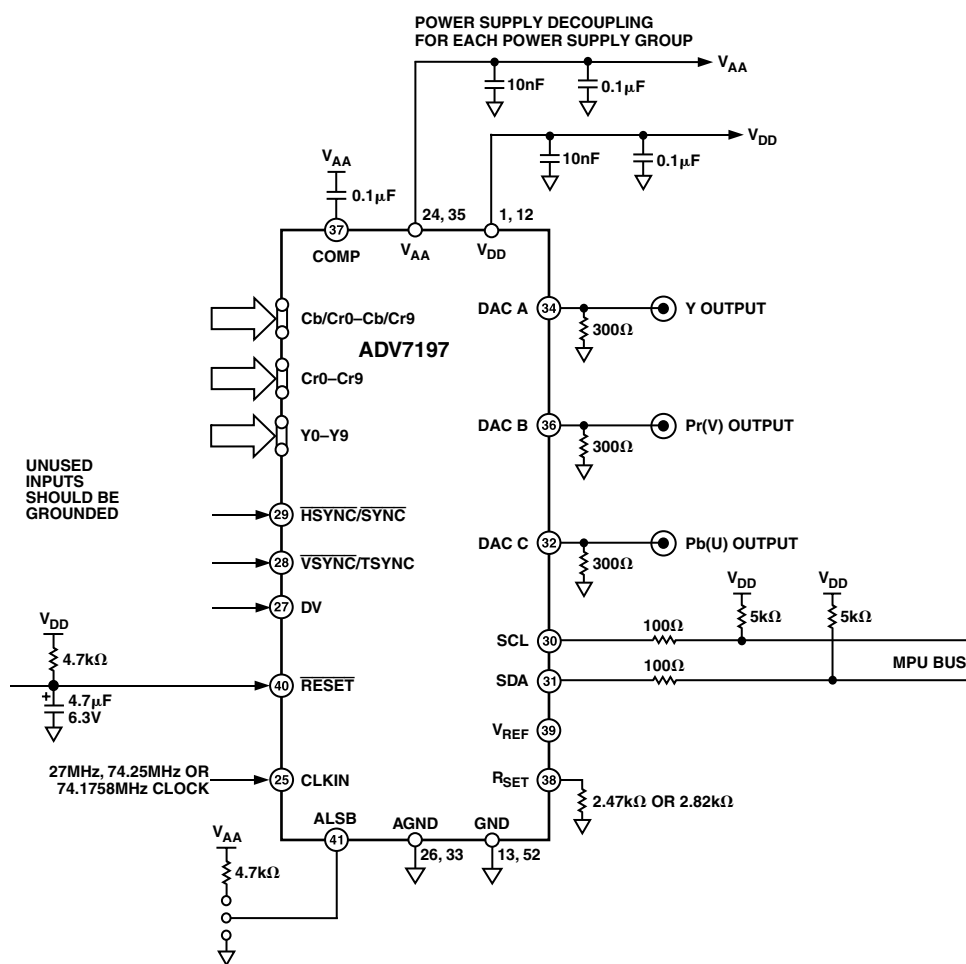 POWER SUPPLY DECOUPLING
FOR EACH POWER SUPPLY GROUP
VAA
10nF
0.1μF
VDD
10nF
0.1μF
VAA
0.1μF
24, 35
1, 12
37
COMP
VAA
VDD
Cb/Cr0–Cb/Cr9
ADV7197
Cr0–Cr9
Y0–Y9
DAC A
34
Y OUTPUT
300Ω
DAC B
36
Pr(V) OUTPUT
300Ω
UNUSED
INPUTS
SHOULD BE
GROUNDED
29
HSYNC/SYNC
28
VSYNC/TSYNC
27
DV
DAC C
32
Pb(U) OUTPUT
300Ω
VDD
VDD
5kΩ
5kΩ
VDD
4.7kΩ
SCL
30
100Ω
MPU BUS
SDA
31
100Ω
40
RESET
+
4.7μF
6.3V
VREF
39
27MHz, 74.25MHz OR
74.1758MHz CLOCK
25
CLKIN
RSET
38
2.47kΩ OR 2.82kΩ
ALSB
41
AGND
GND
26, 33
13, 52
VAA
4.7kΩ